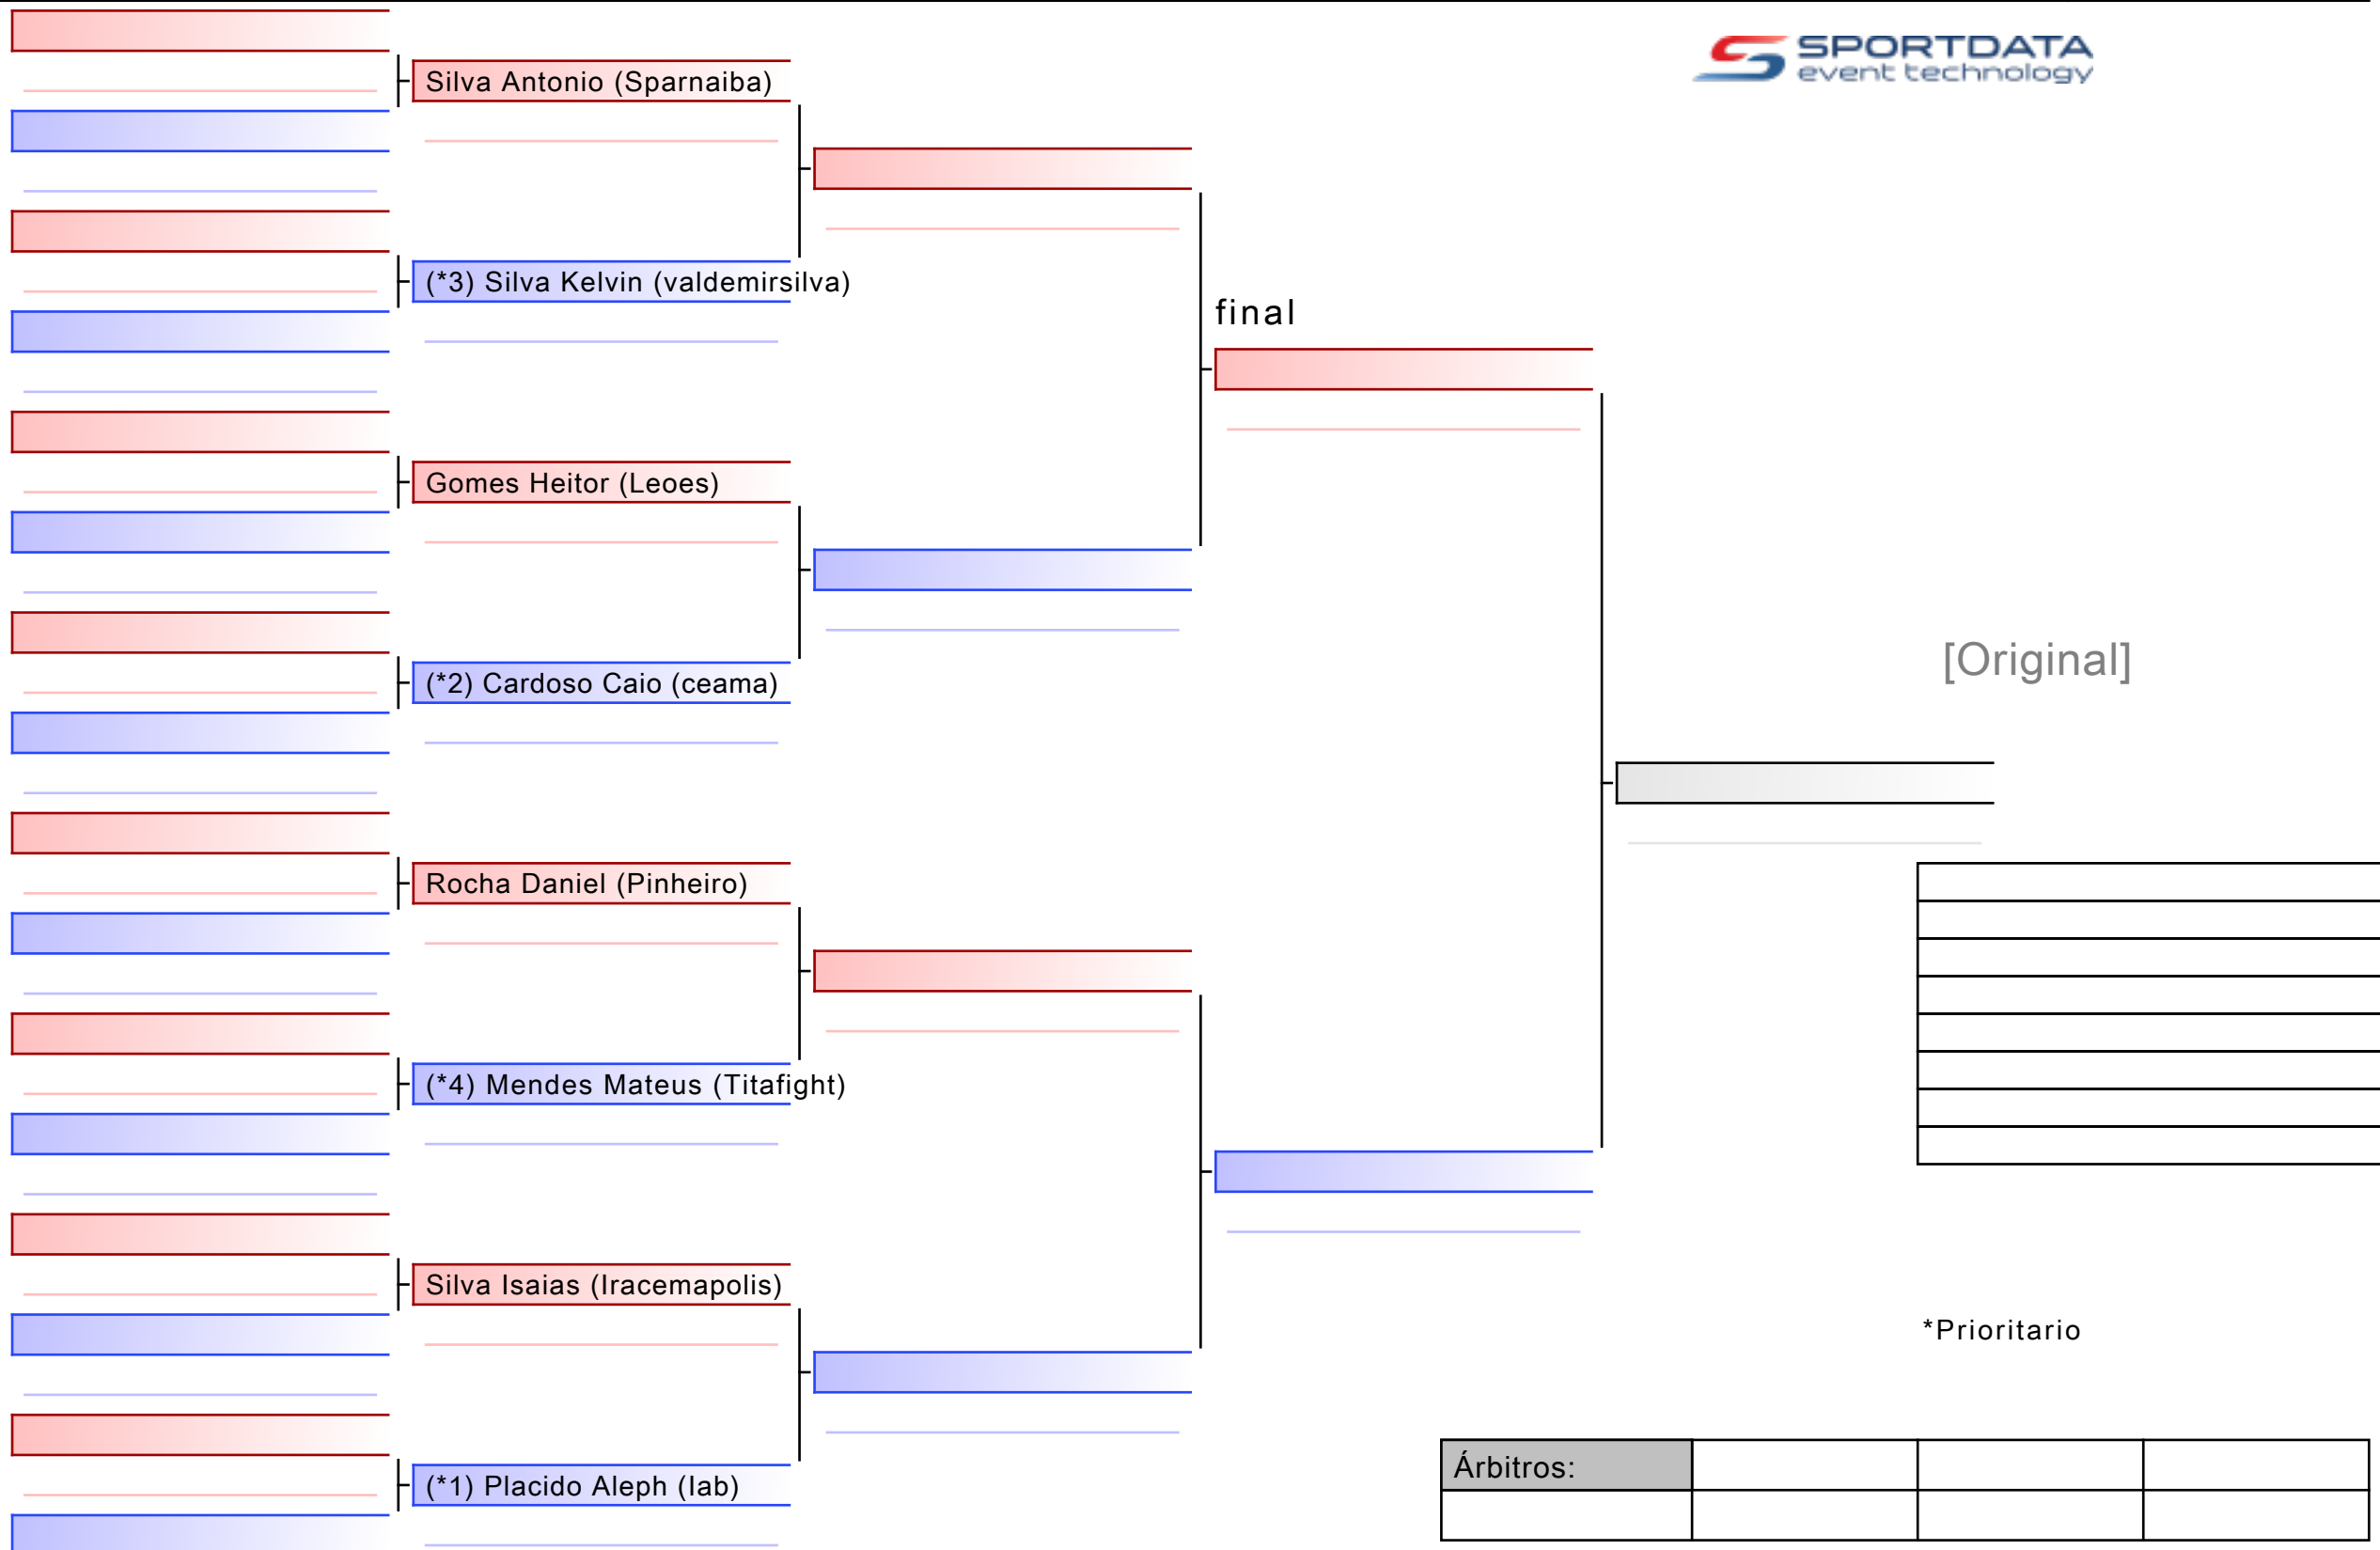 SPORTDATA
event technology
Silva Antonio (Sparnaiba)
(*3) Silva Kelvin (valdemirsilva)
final
Gomes Heitor (Leoes)
(*2) Cardoso Caio (ceama)
[Original]
Rocha Daniel (Pinheiro)
(*4) Mendes Mateus (Titafight)
Silva Isaias (Iracemapolis)
*Prioritario
(*1) Placido Aleph (Iab)
Árbitros: